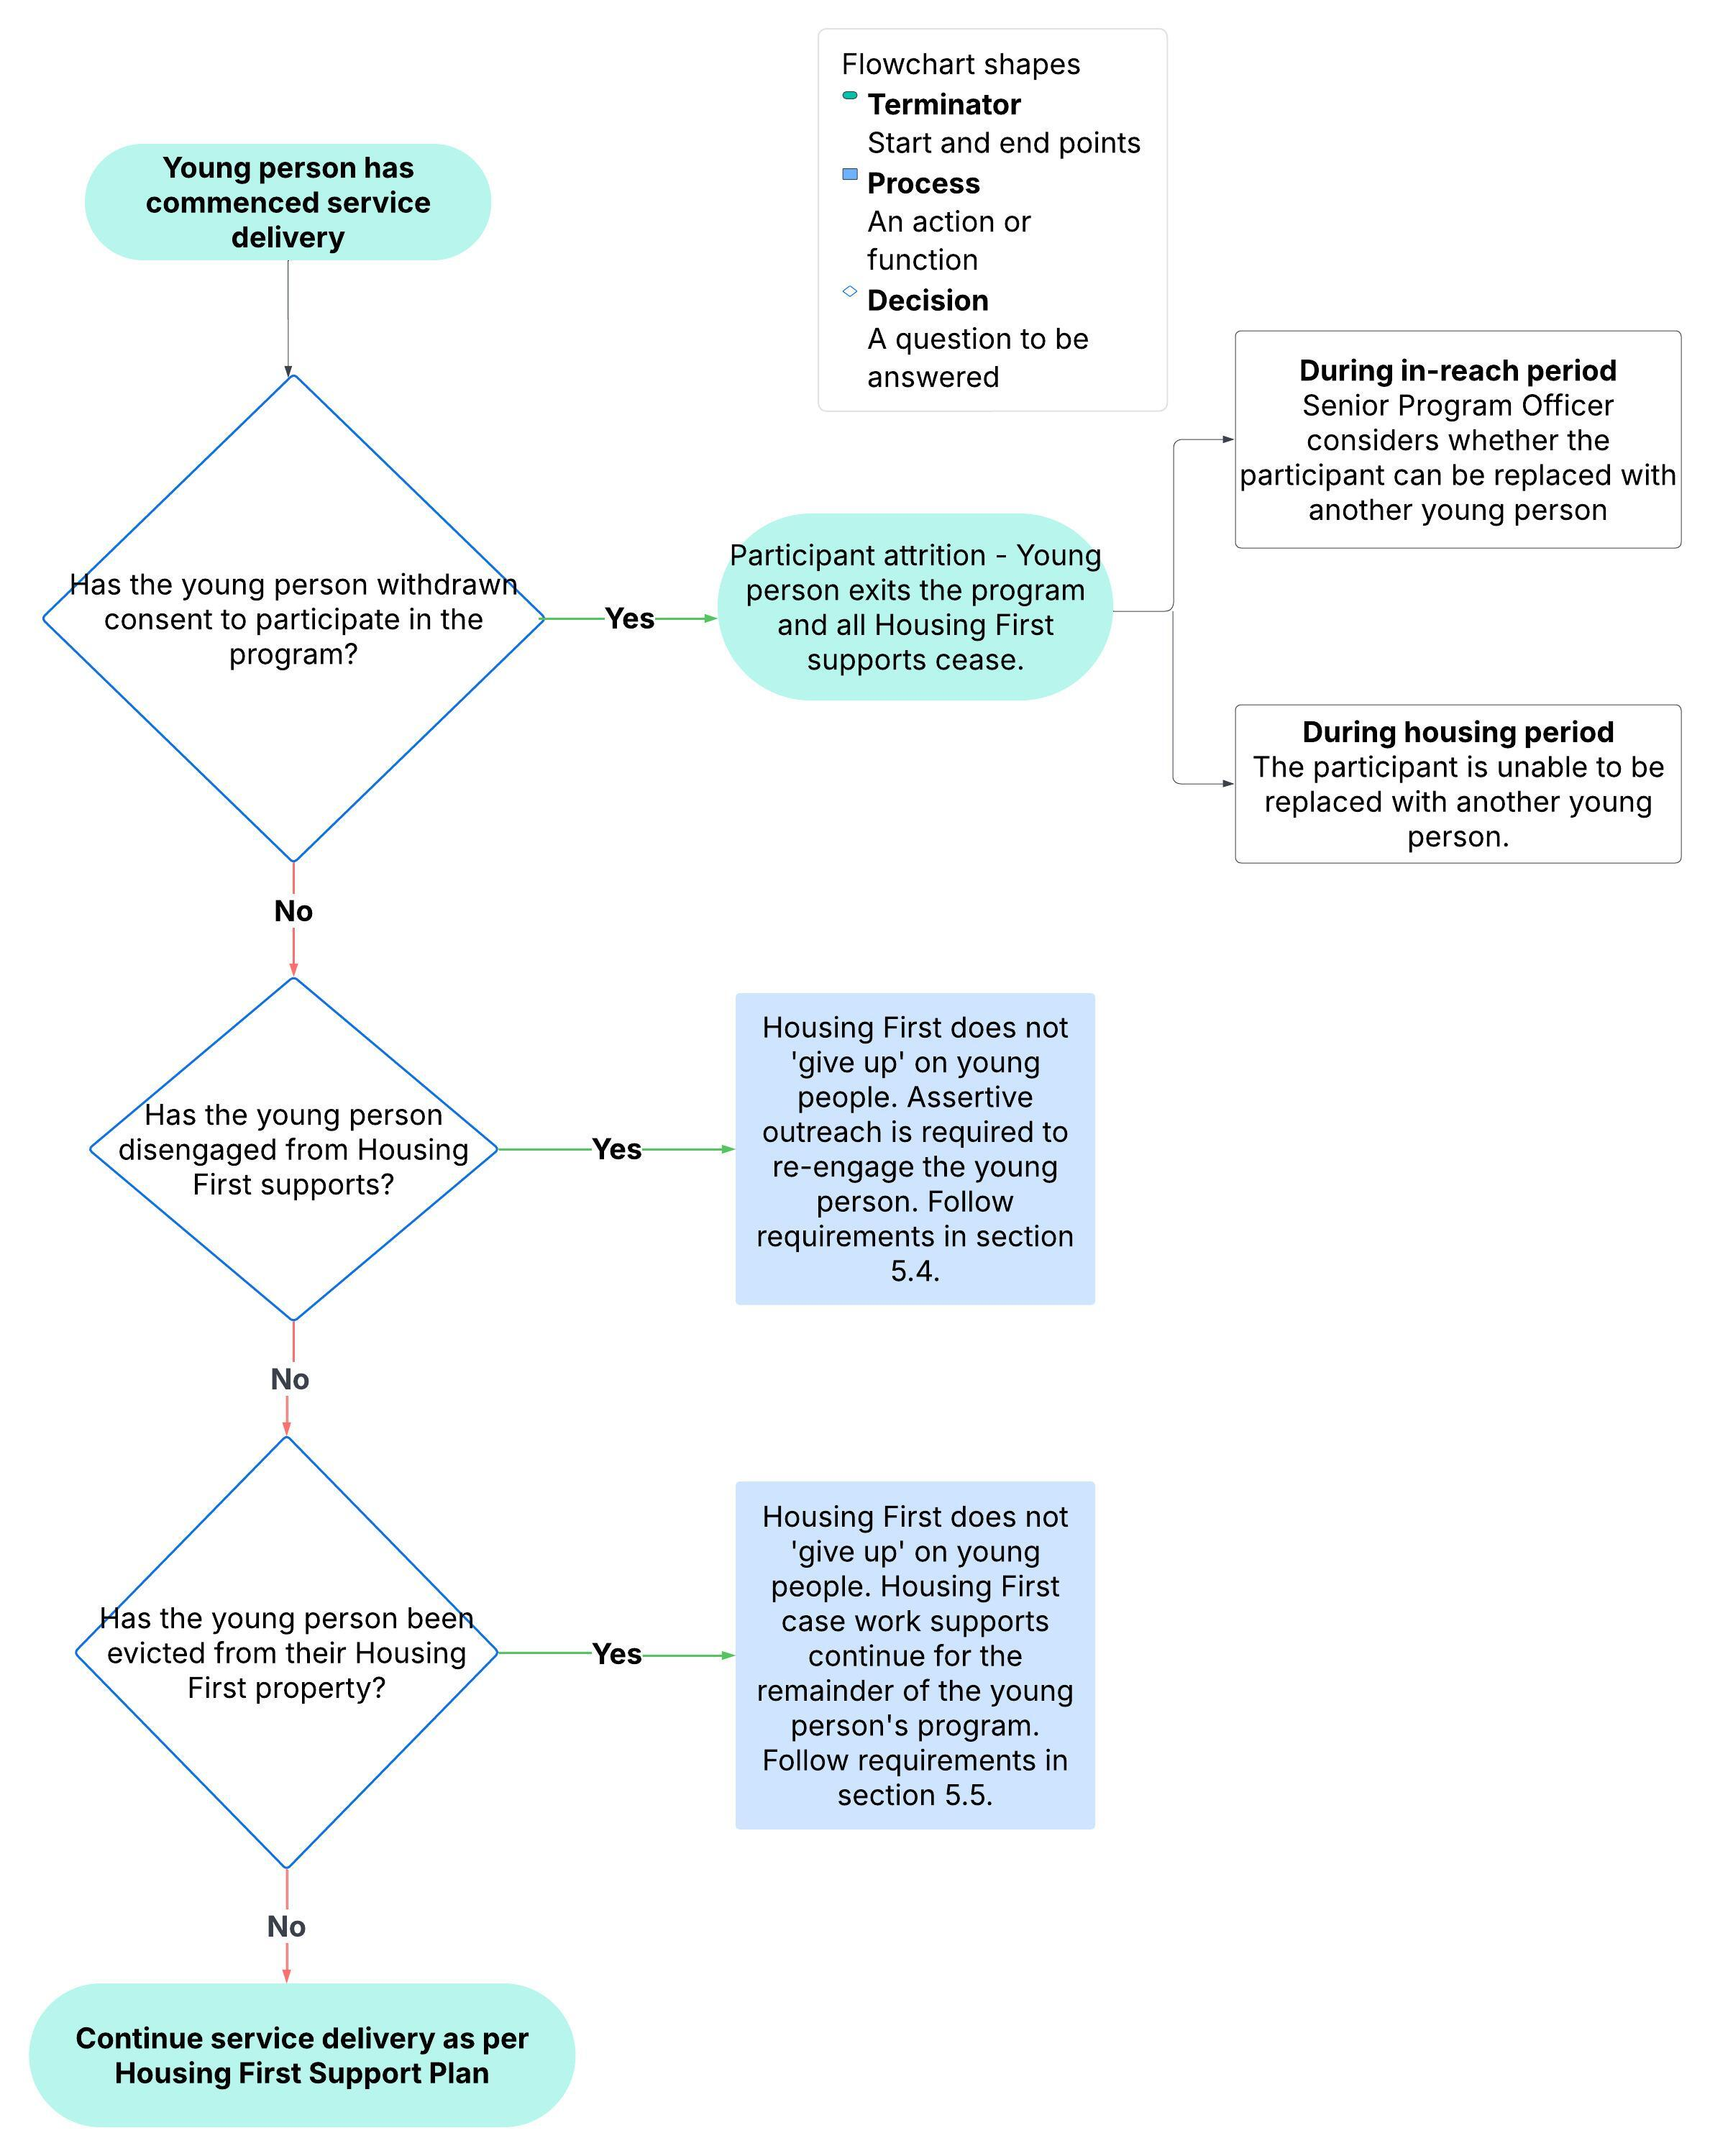 Flowchart shapes
Terminator
Start and end points
Process
An action or
function
Decision
A question to be
answered
Young person has
commenced service
delivery
Has the young person withdrawn
consent to participate in the
program?
Yes
Participant attrition - Young
person exits the program
and all Housing First
supports cease.
During in-reach period
Senior Program Officer
considers whether the
participant can be replaced with
another young person
During housing period
The participant is unable to be
replaced with another young
person.
No
Has the young person
disengaged from Housing
First supports?
Yes
Housing First does not
'give up' on young
people. Assertive
outreach is required to
re-engage the young
person. Follow
requirements in section
5.4.
No
Has the young person been
evicted from their Housing
First property?
Yes
Housing First does not
'give up' on young
people. Housing First
case work supports
continue for the
remainder of the young
person's program.
Follow requirements in
section 5.5.
No
Continue service delivery as per
Housing First Support Plan